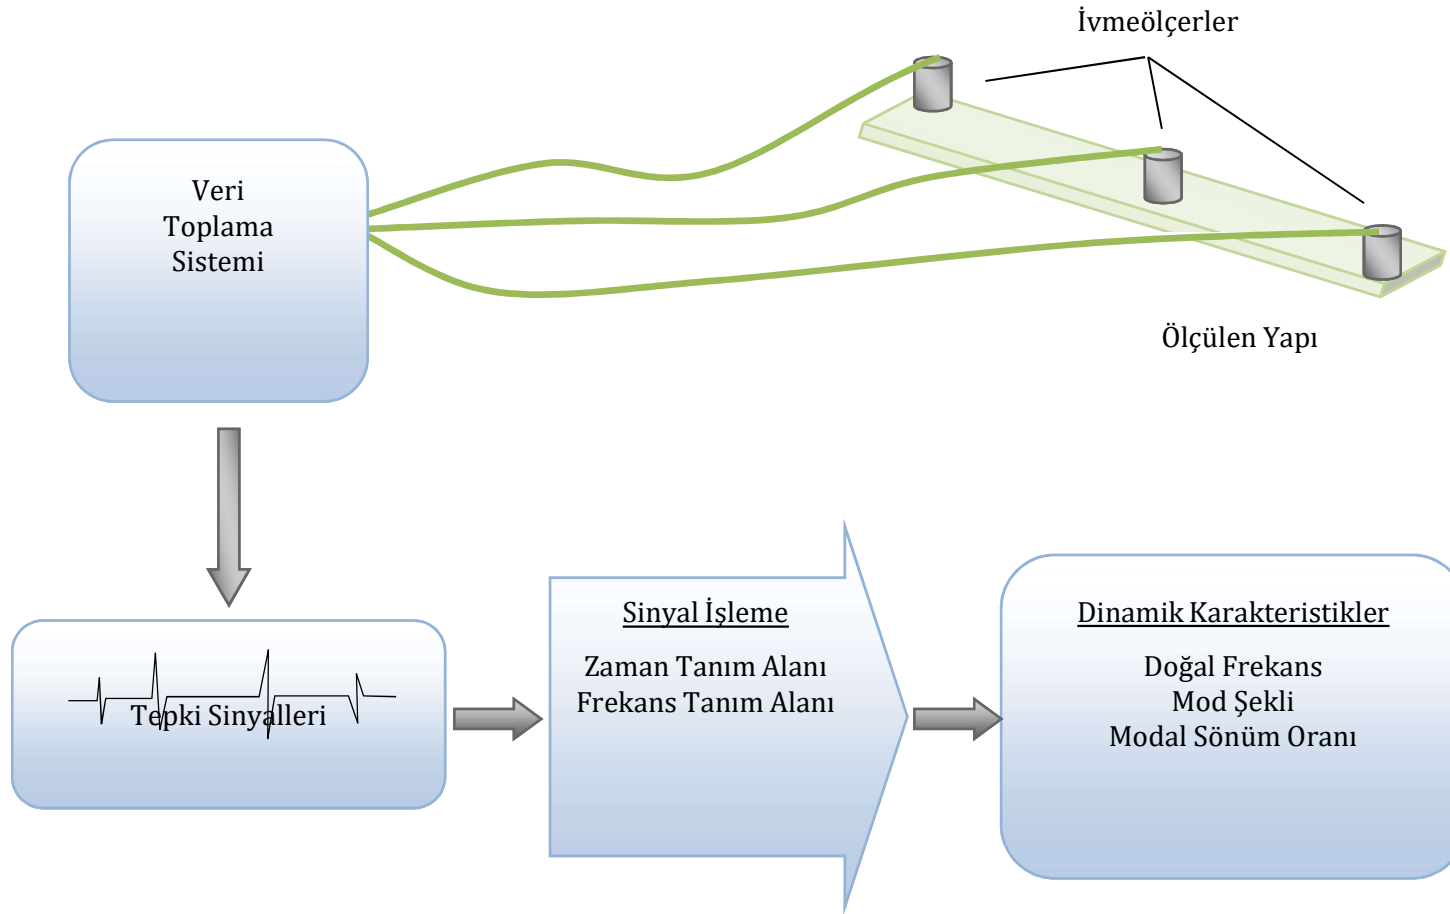 İvmeölçerler
Veri
Toplama
Sistemi
Ölçülen Yapı
Tepki Sinyalleri
Sinyal İşleme
Zaman Tanım Alanı
Frekans Tanım Alanı
Dinamik Karakteristikler
Doğal Frekans
Mod Şekli
Modal Sönüm Oranı